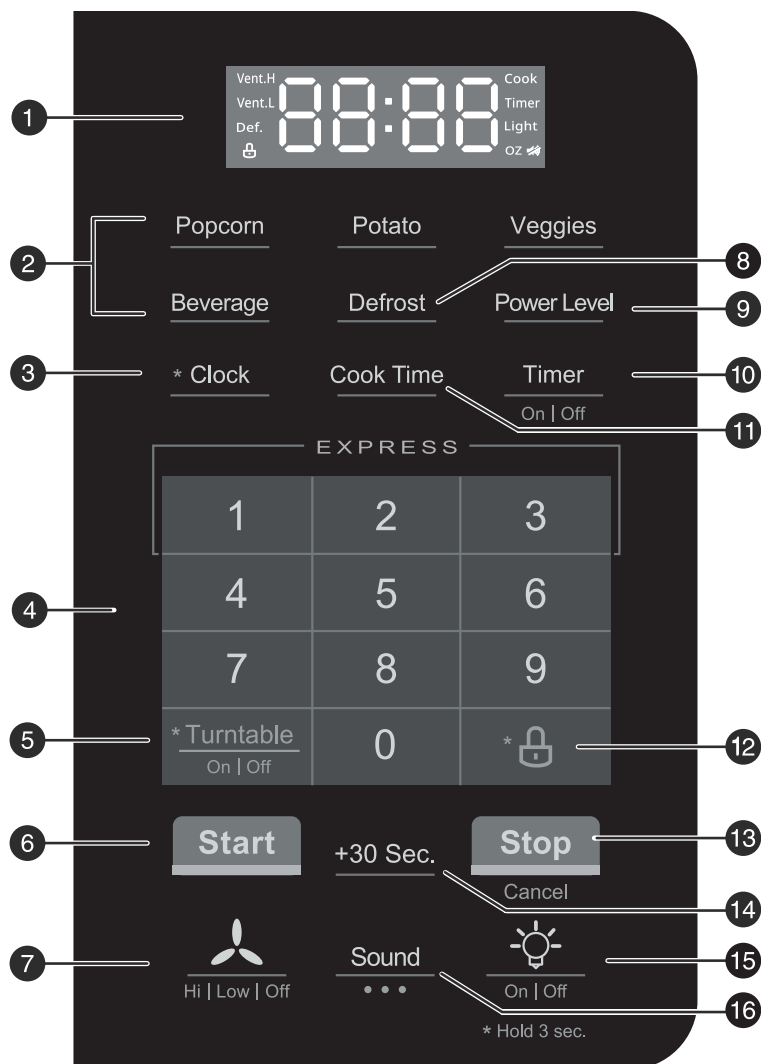 Vent.H 88:88 Cook
Vent.L Timer
Def. Light
OZ
1
Popcorn Potato Veggies
2
8
Beverage Defrost Power Level
9
3
* Clock Cook Time Timer
10
On | Off
11
EXPRESS
1 2 3
4 5 6
4
7 8 9
5
* Turntable 0 *
On | Off
12
6
Start +30 Sec. Stop
13
Cancel
14
7
Sound
15
Hi | Low | Off
On | Off
16
* Hold 3 sec.